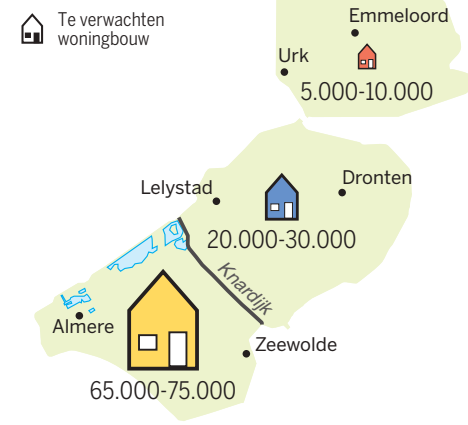 Te verwachten
woningbouw
Emmeloord
Urk
5.000-10.000
Dronten
Lelystad
20.000-30.000
Knardijk
Almere
Zeewolde
65.000-75.000